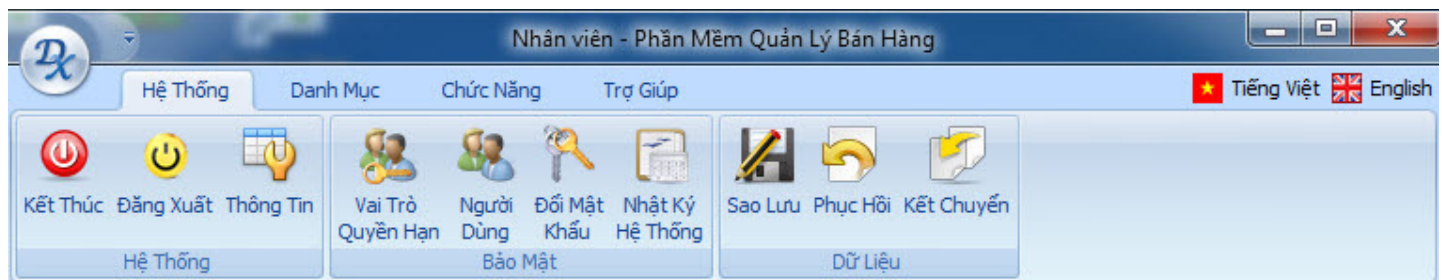 Nhân viên - Phần Mềm Quản Lý Bán Hàng
Dx
Hệ Thống Danh Mục Chức Năng Trợ Giúp Tiếng Việt English
Kết Thúc Đăng Xuất Thông Tin Vai Trò Người Đổi Mật Nhật Ký Sao Lưu Phục Hồi Kết Chuyển
Quyền Hạn Dùng Khẩu Hệ Thống
Hệ Thống Bảo Mật Dữ Liệu